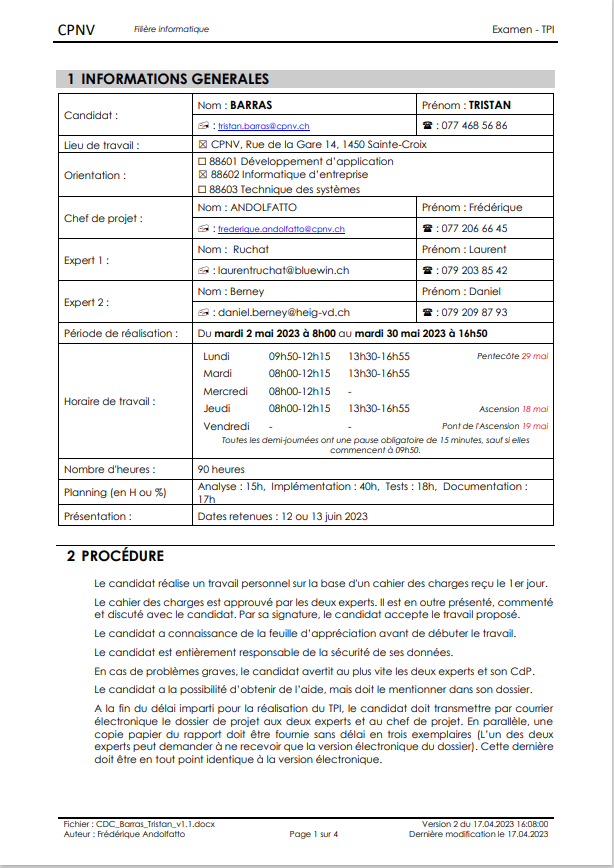 CPNV Filière informatique Examen - TPI
1 INFORMATIONS GENERALES
Candidat :
Nom : BARRAS Prénom : TRISTAN
: tristan.barras@cpnv.ch ☎ : 077 468 56 86
Lieu de travail : ☒ CPNV, Rue de la Gare 14, 1450 Sainte-Croix
Orientation :
☐ 88601 Développement d'application
☒ 88602 Informatique d'entreprise
☐ 88603 Technique des systèmes
Chef de projet :
Nom : ANDOLFATTO Prénom : Frédérique
: frederique.andolfatto@cpnv.ch ☎ : 077 206 66 45
Expert 1 :
Nom : Ruchat Prénom : Laurent
: laurentruchat@bluewin.ch ☎ : 079 203 85 42
Expert 2 :
Nom : Berney Prénom : Daniel
: daniel.berney@heig-vd.ch ☎ : 079 209 87 93
Période de réalisation : Du mardi 2 mai 2023 à 8h00 au mardi 30 mai 2023 à 16h50
Horaire de travail :
Lundi 09h50-12h15 13h30-16h55 Pentecôte 29 mai
Mardi 08h00-12h15 13h30-16h55
Mercredi 08h00-12h15 -
Jeudi 08h00-12h15 13h30-16h55 Ascension 18 mai
Vendredi - - Pont de l'Ascension 19 mai
Toutes les demi-journées ont une pause obligatoire de 15 minutes, sauf si elles
commencent à 09h50.
Nombre d'heures : 90 heures
Planning (en H ou %) Analyse : 15h, Implémentation : 40h, Tests : 18h, Documentation :
17h
Présentation : Dates retenues : 12 ou 13 juin 2023
2 PROCÉDURE
Le candidat réalise un travail personnel sur la base d'un cahier des charges reçu le 1er jour.
Le cahier des charges est approuvé par les deux experts. Il est en outre présenté, commenté
et discuté avec le candidat. Par sa signature, le candidat accepte le travail proposé.
Le candidat a connaissance de la feuille d'appréciation avant de débuter le travail.
Le candidat est entièrement responsable de la sécurité de ses données.
En cas de problèmes graves, le candidat avertit au plus vite les deux experts et son CdP.
Le candidat a la possibilité d'obtenir de l'aide, mais doit le mentionner dans son dossier.
A la fin du délai imparti pour la réalisation du TPI, le candidat doit transmettre par courrier
électronique le dossier de projet aux deux experts et au chef de projet. En parallèle, une
copie papier du rapport doit être fournie sans délai en trois exemplaires (L'un des deux
experts peut demander à ne recevoir que la version électronique du dossier). Cette dernière
doit être en tout point identique à la version électronique.
Fichier : CDC_Barras_Tristan_v1.1.docx Version 2 du 17.04.2023 16:08:00
Auteur : Frédérique Andolfatto Page 1 sur 4 Dernière modification le 17.04.2023